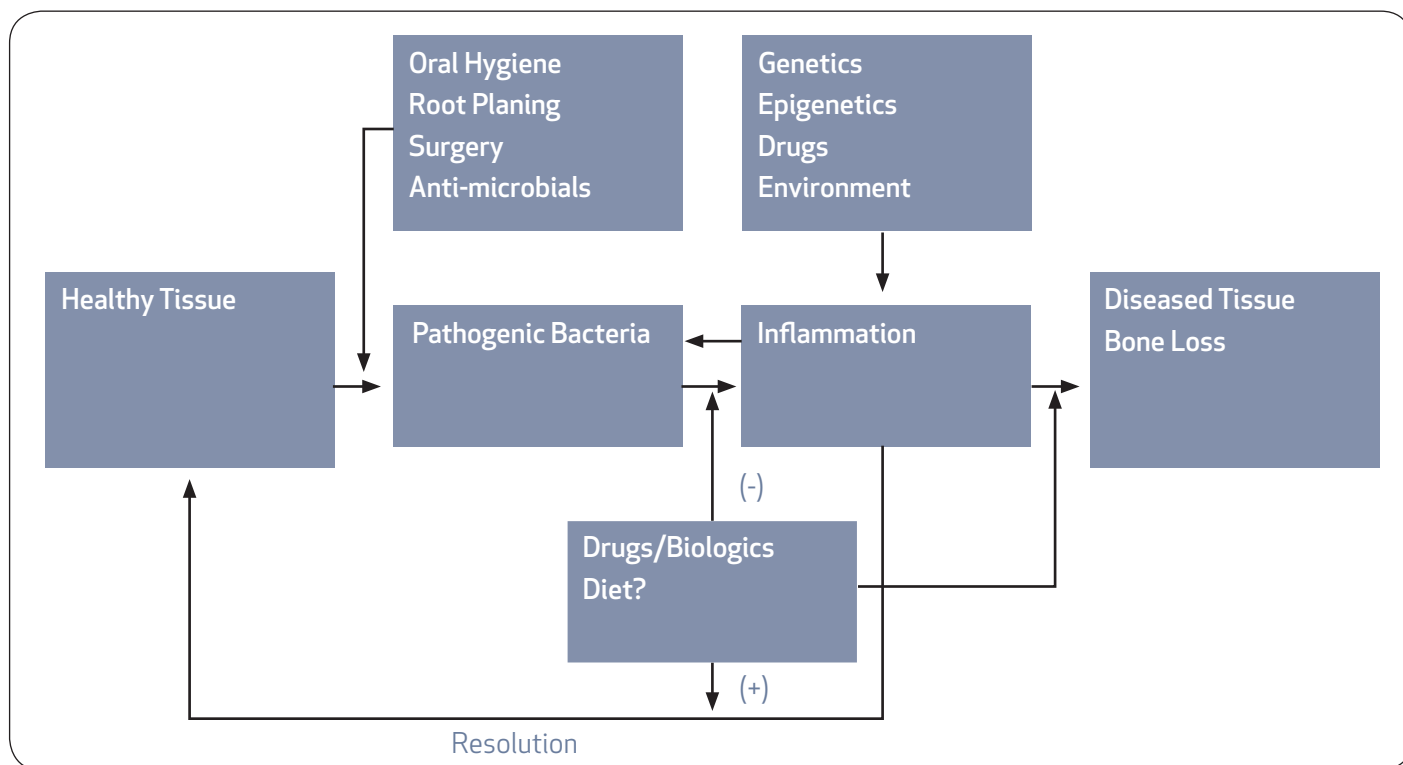 Oral Hygiene
Root Planing
Surgery
Anti-microbials
Genetics
Epigenetics
Drugs
Environment
Healthy Tissue
Pathogenic Bacteria
Inflammation
Diseased Tissue
Bone Loss
(-)
Drugs/Biologics
Diet?
(+)
Resolution